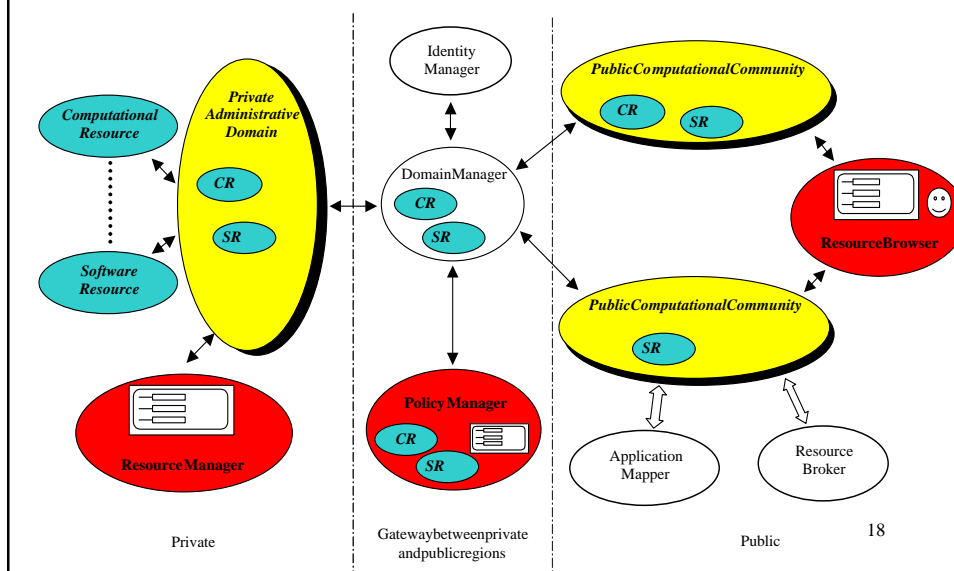 Computational
Resource
Software
Resource
Private
Administrative
Domain
CR
SR
ResourceManager
Private
Identity
Manager
DomainManager
CR
SR
PolicyManager
CR
SR
Gatewaybetweenprivate
andpublicregions
PublicComputationalCommunity
CR
SR
ResourceBrowser
PublicComputationalCommunity
SR
Application
Mapper
Resource
Broker
Public
18